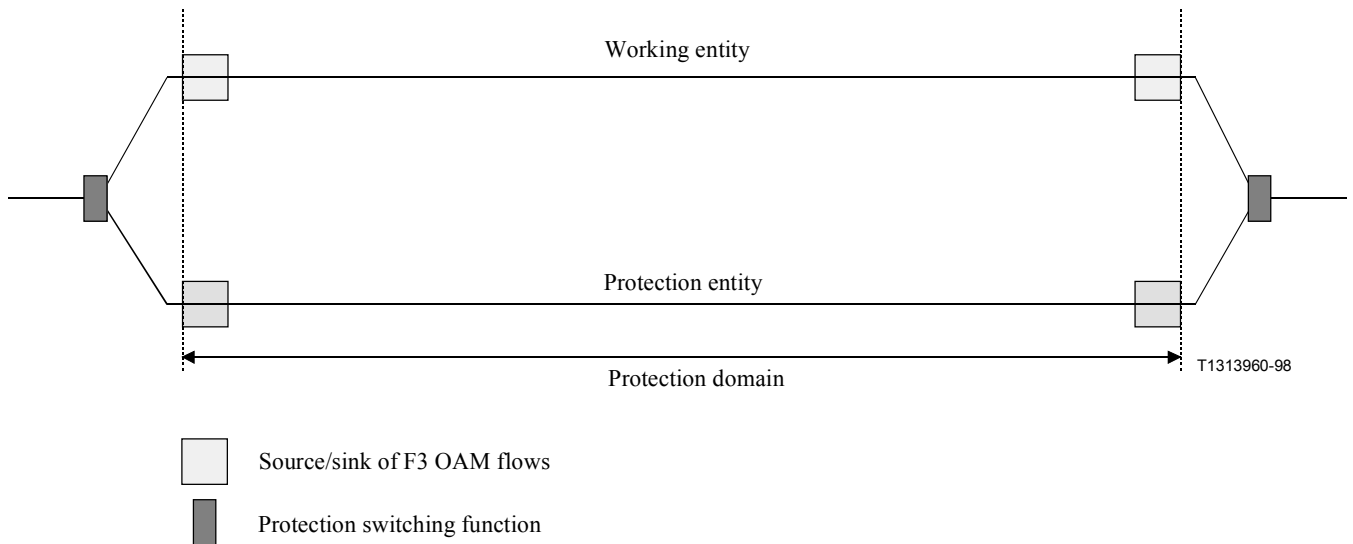 Working entity
Protection entity
Protection domain
T1313960-98
Source/sink of F3 OAM flows
Protection switching function